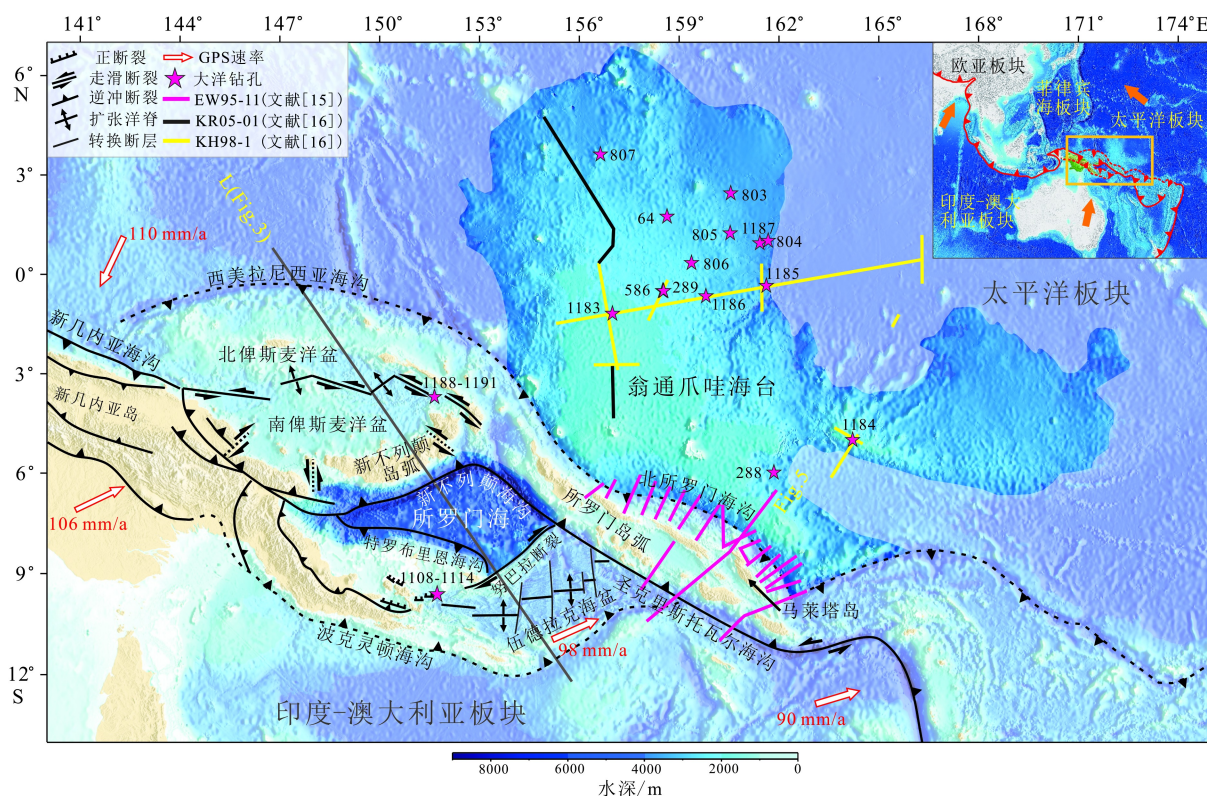 141°
144°
147°
150°
153°
156°
159°
162°
165°
168°
171°
174°E
6°
N
3°
0°
3°
6°
9°
12°
S
正断裂
走滑断裂
逆冲断裂
扩张洋脊
转换断层
GPS速率
大洋钻孔
EW95-11(文献[15])
KR05-01(文献[16])
KH98-1 (文献[16])
欧亚板块
菲律宾
海板块
太平洋板块
印度-澳大
利亚板块
807
803
64
805
1187
804
806
1185
586
289
1186
1183
L(Fig.3)
110 mm/a
西美拉尼西亚海沟
太平洋板块
新几内亚海沟
北俾斯麦洋盆
1188-1191
翁通爪哇海台
新几内亚岛
南俾斯麦洋盆
1184
新不列颠
岛弧
288
北所罗门海沟
新不列颠海沟
所罗门海
所罗门岛弧
106 mm/a
特罗布里恩海沟
努巴拉断裂
1108-1114
圣克里斯托瓦尔海沟
马莱塔岛
伍德拉克海盆
波克灵顿海沟
98 mm/a
90 mm/a
印度-澳大利亚板块
8000
6000
4000
2000
0
水深/m